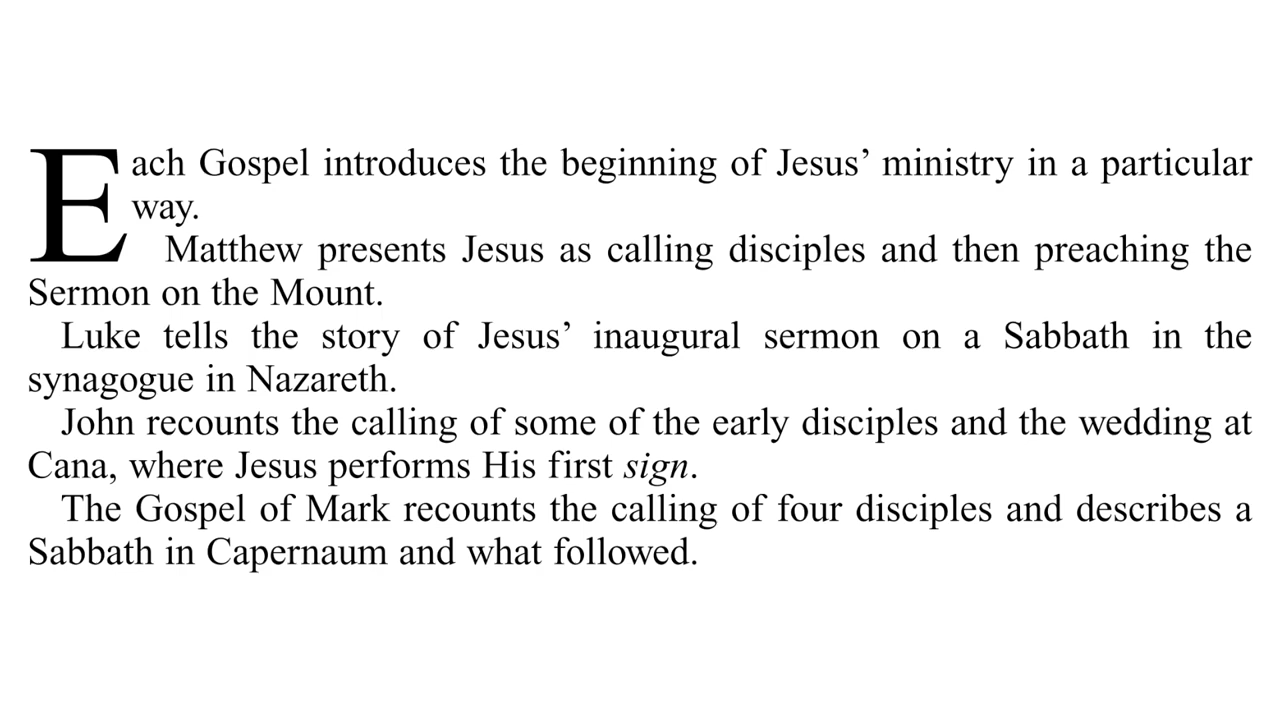 Each Gospel introduces the beginning of Jesus’ ministry in a particular
way.
Matthew presents Jesus as calling disciples and then preaching the
Sermon on the Mount.
Luke tells the story of Jesus’ inaugural sermon on a Sabbath in the
synagogue in Nazareth.
John recounts the calling of some of the early disciples and the wedding at
Cana, where Jesus performs His first sign.
The Gospel of Mark recounts the calling of four disciples and describes a
Sabbath in Capernaum and what followed.